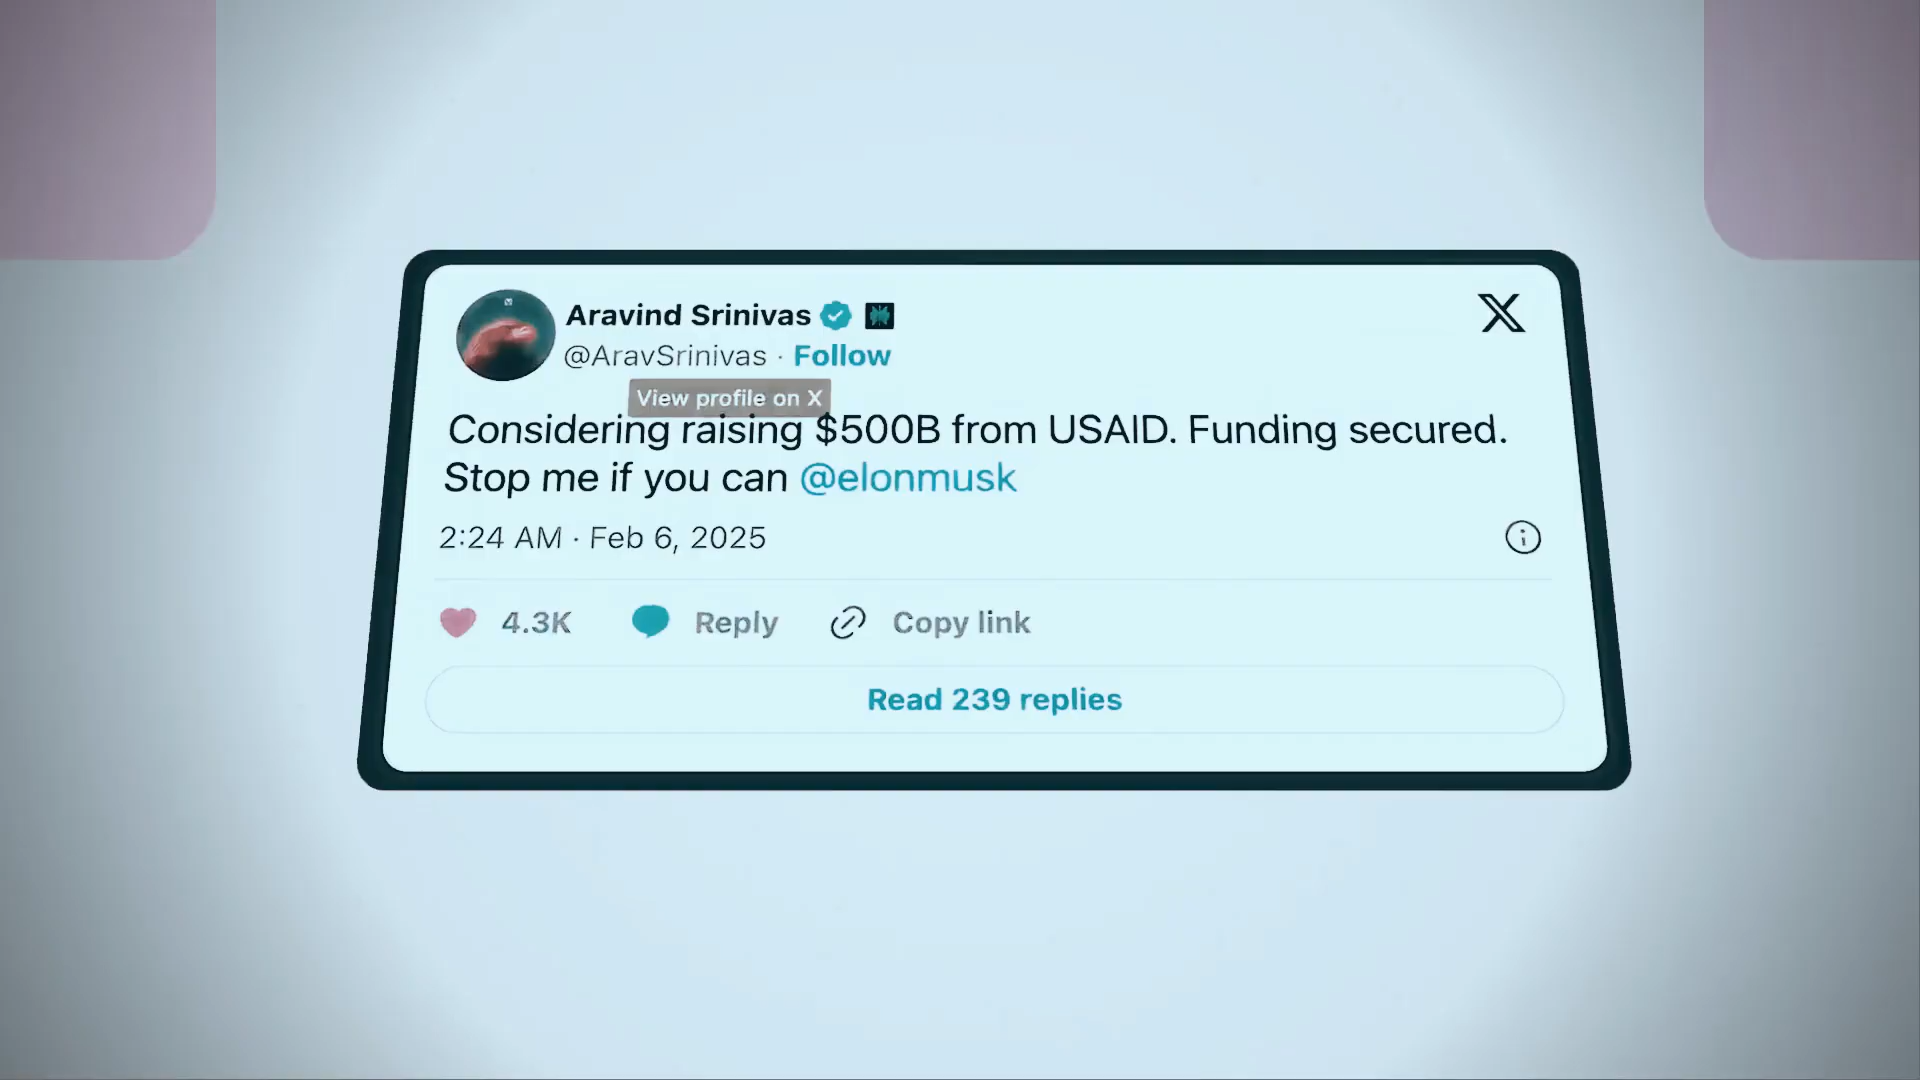 Aravind Srinivas
@AravSrinivas · Follow
View profile on X
Considering raising $500B from USAID. Funding secured.
Stop me if you can @elonmusk
2:24 AM · Feb 6, 2025
4.3K Reply Copy link
Read 239 replies